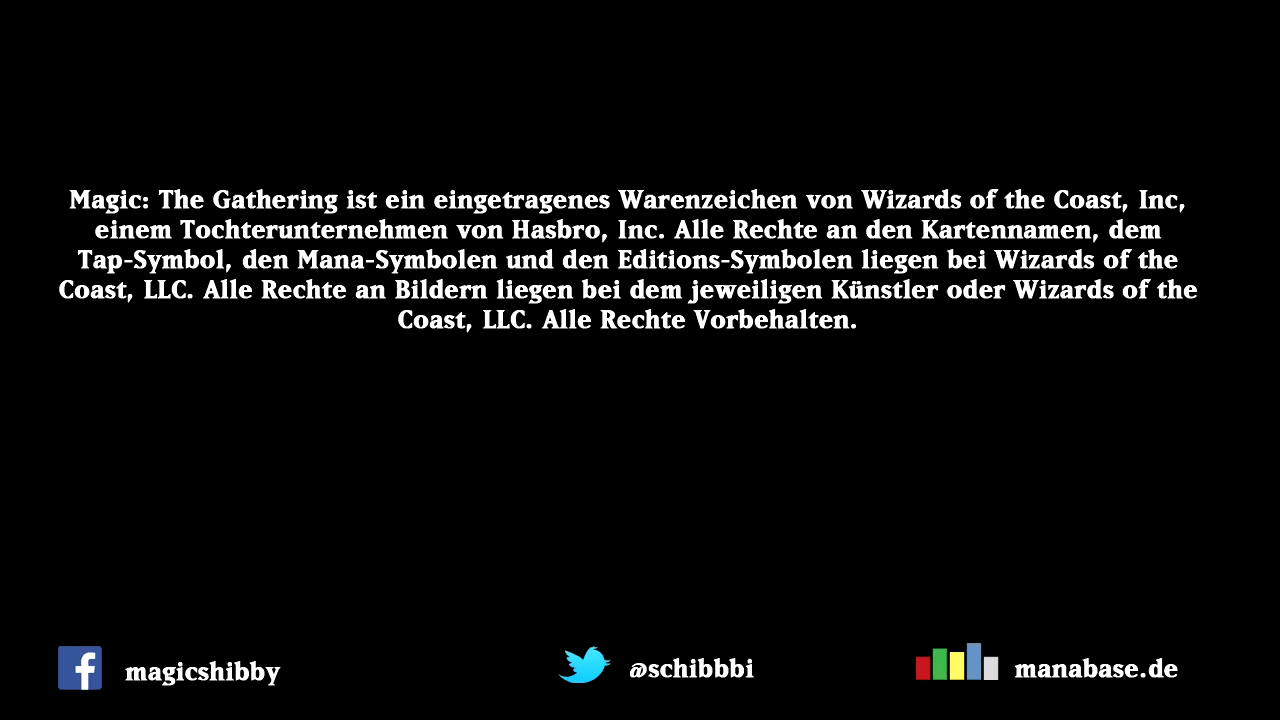 Magic: The Gathering ist ein eingetragenes Warenzeichen von Wizards of the Coast, Inc,
einem Tochterunternehmen von Hasbro, Inc. Alle Rechte an den Kartennamen, dem
Tap-Symbol, den Mana-Symbolen und den Editions-Symbolen liegen bei Wizards of the
Coast, LLC. Alle Rechte an Bildern liegen bei dem jeweiligen Künstler oder Wizards of the
Coast, LLC. Alle Rechte Vorbehalten.
magicshibby
@schibbbi
manabase.de